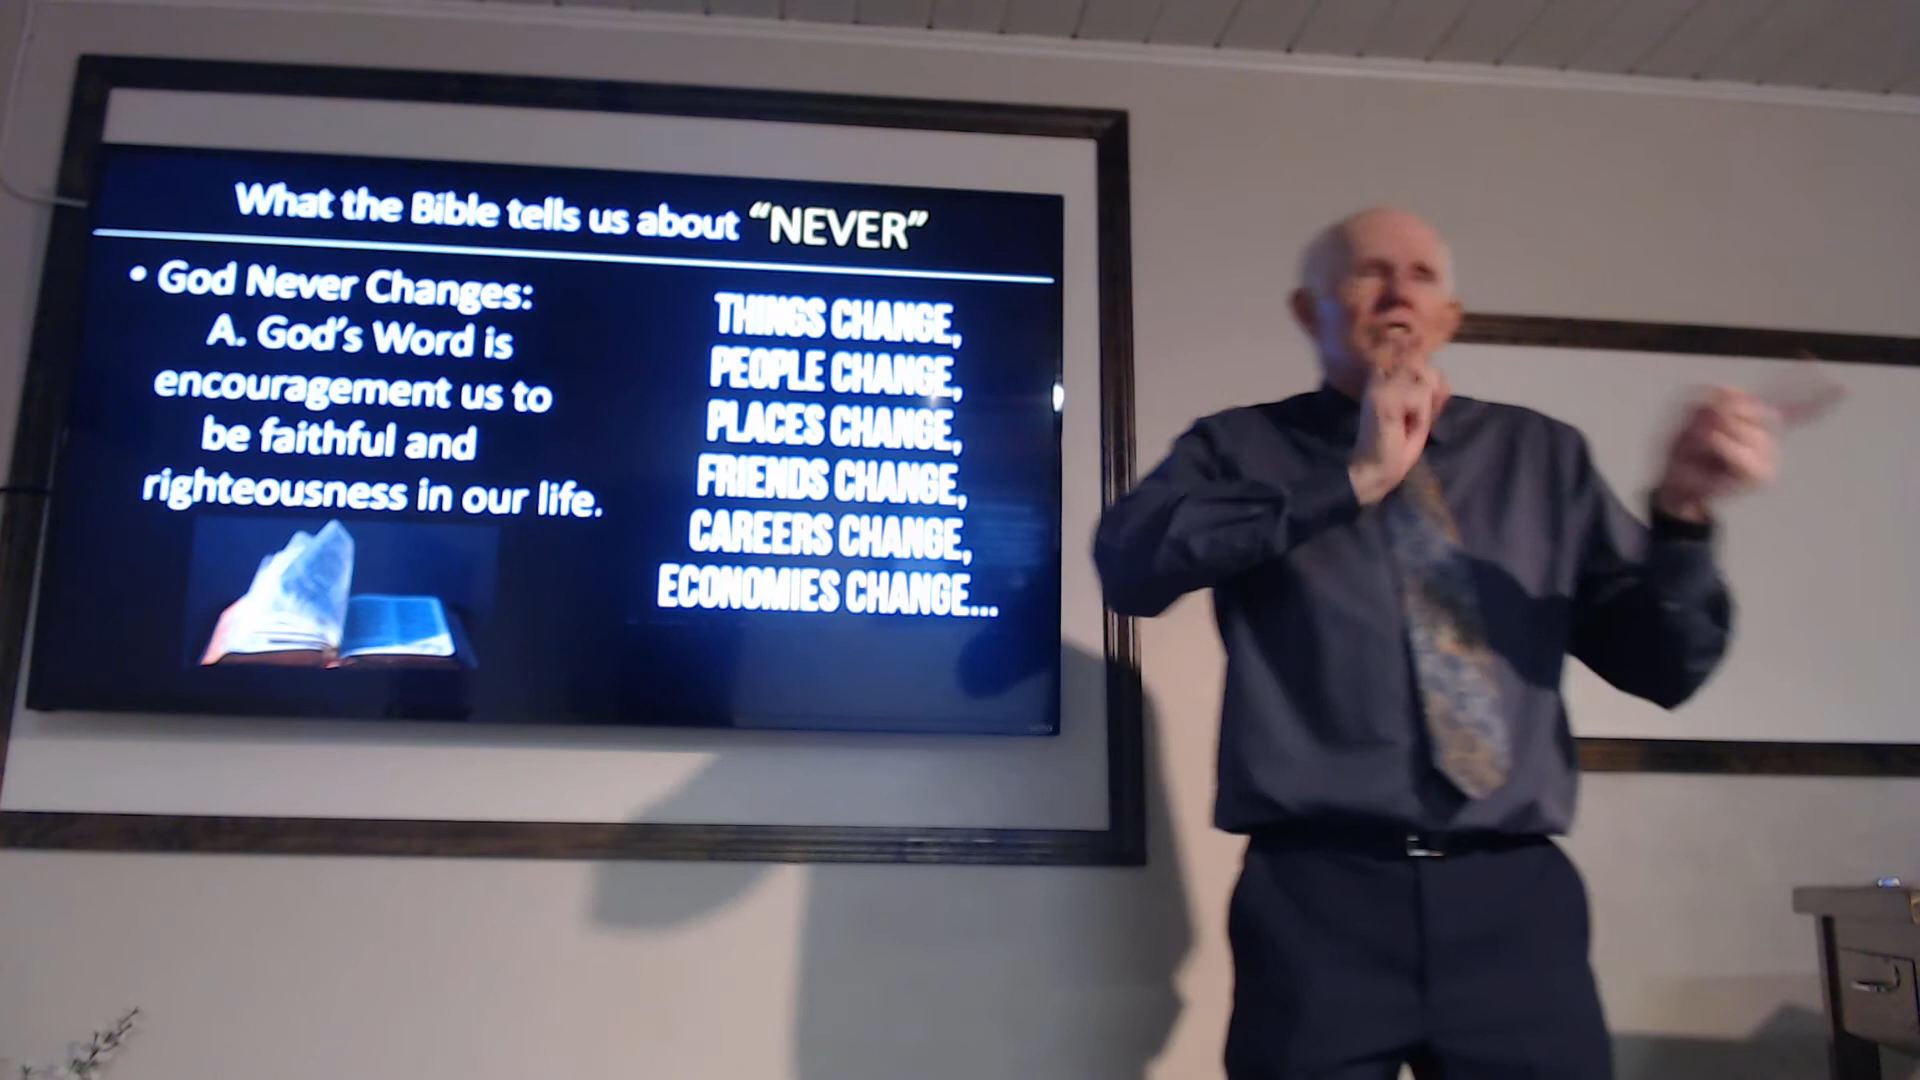 What the Bible tells us about “NEVER”
• God Never Changes:
A. God’s Word is
encouragement us to
be faithful and
righteousness in our life.
THINGS CHANGE,
PEOPLE CHANGE,
PLACES CHANGE,
FRIENDS CHANGE,
CAREERS CHANGE,
ECONOMIES CHANGE...